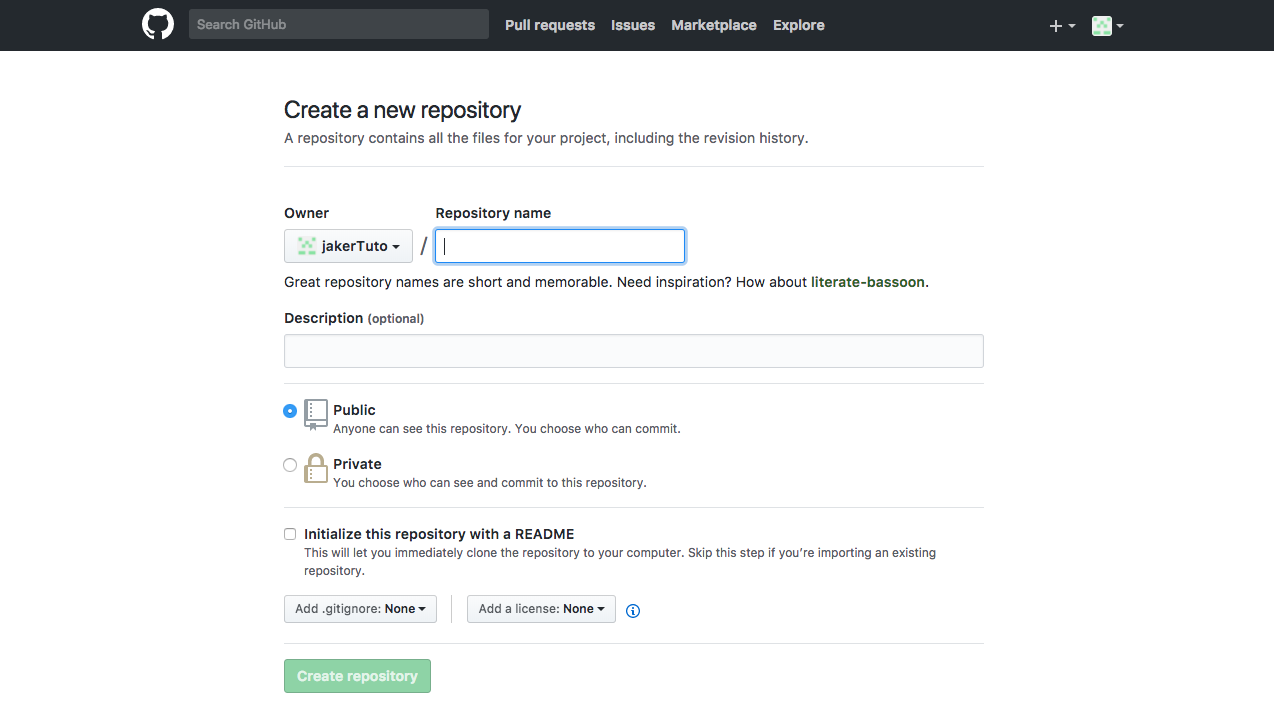 Search GitHub Pull requests Issues Marketplace Explore
Create a new repository
A repository contains all the files for your project, including the revision history.
Owner Repository name
jakerTuto / 
Great repository names are short and memorable. Need inspiration? How about literate-bassoon.
Description (optional)
Public
Anyone can see this repository. You choose who can commit.
Private
You choose who can see and commit to this repository.
Initialize this repository with a README
This will let you immediately clone the repository to your computer. Skip this step if you’re importing an existing
repository.
Add .gitignore: None Add a license: None
Create repository